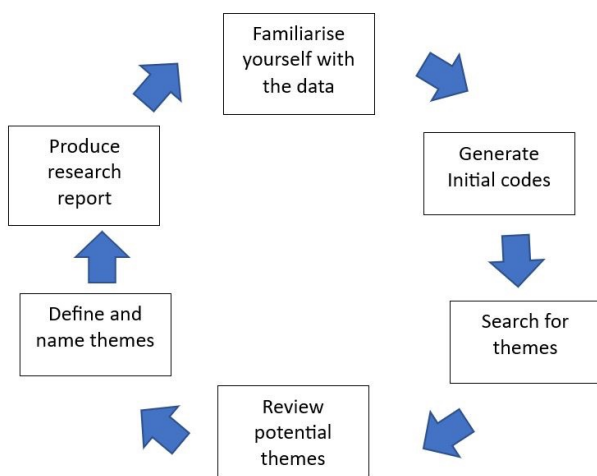 Familiarise
yourself with
the data
Generate
Initial codes
Search for
themes
Review
potential
themes
Define and
name themes
Produce
research
report